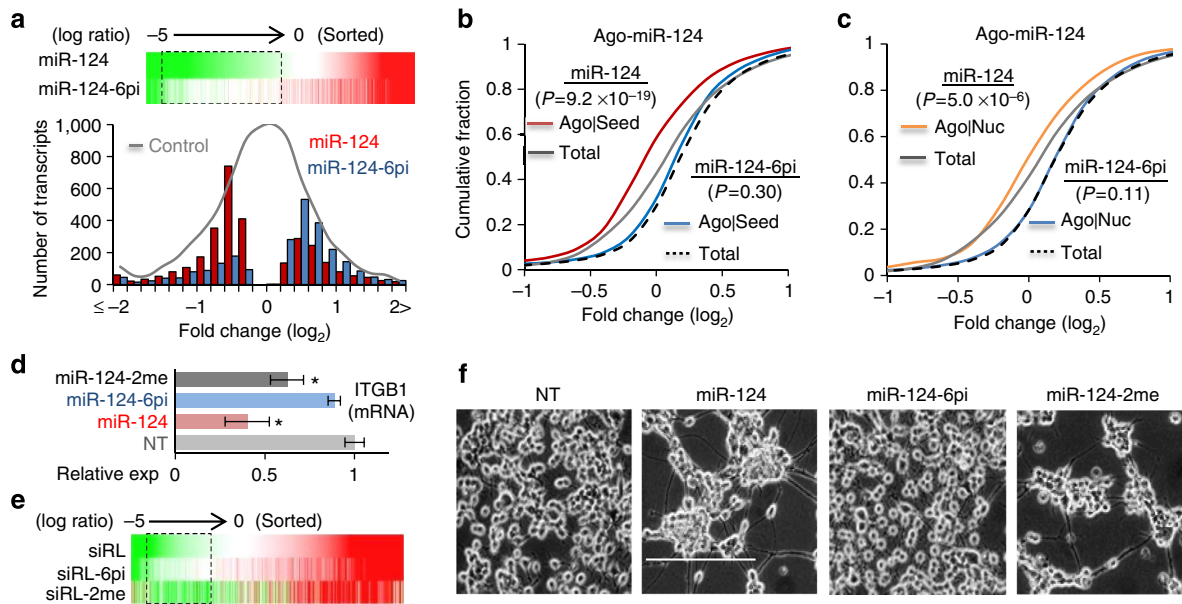 a
(log ratio) –5 0 (Sorted)
miR-124
miR-124-6pi
Number of transcripts
1,000
800
600
400
200
0
Control
miR-124
miR-124-6pi
≤ –2 –1 0 1 2>
Fold change (log2)
b
Ago-miR-124
Cumulative fraction
1
0.8
0.6
0.4
0.2
0
miR-124
(P=9.2 ×10–19)
Ago|Seed
Total
miR-124-6pi
(P=0.30)
Ago|Seed
Total
–1 –0.5 0 0.5 1
Fold change (log2)
c
Ago-miR-124
1
0.8
0.6
0.4
0.2
0
miR-124
(P=5.0 ×10–6)
Ago|Nuc
Total
miR-124-6pi
(P=0.11)
Ago|Nuc
Total
–1 –0.5 0 0.5 1
Fold change (log2)
d
miR-124-2me
miR-124-6pi
miR-124
NT
*
*
ITGB1
(mRNA)
Relative exp 0 0.5 1
e
(log ratio) –5 0 (Sorted)
siRL
siRL-6pi
siRL-2me
f
NT miR-124 miR-124-6pi miR-124-2me